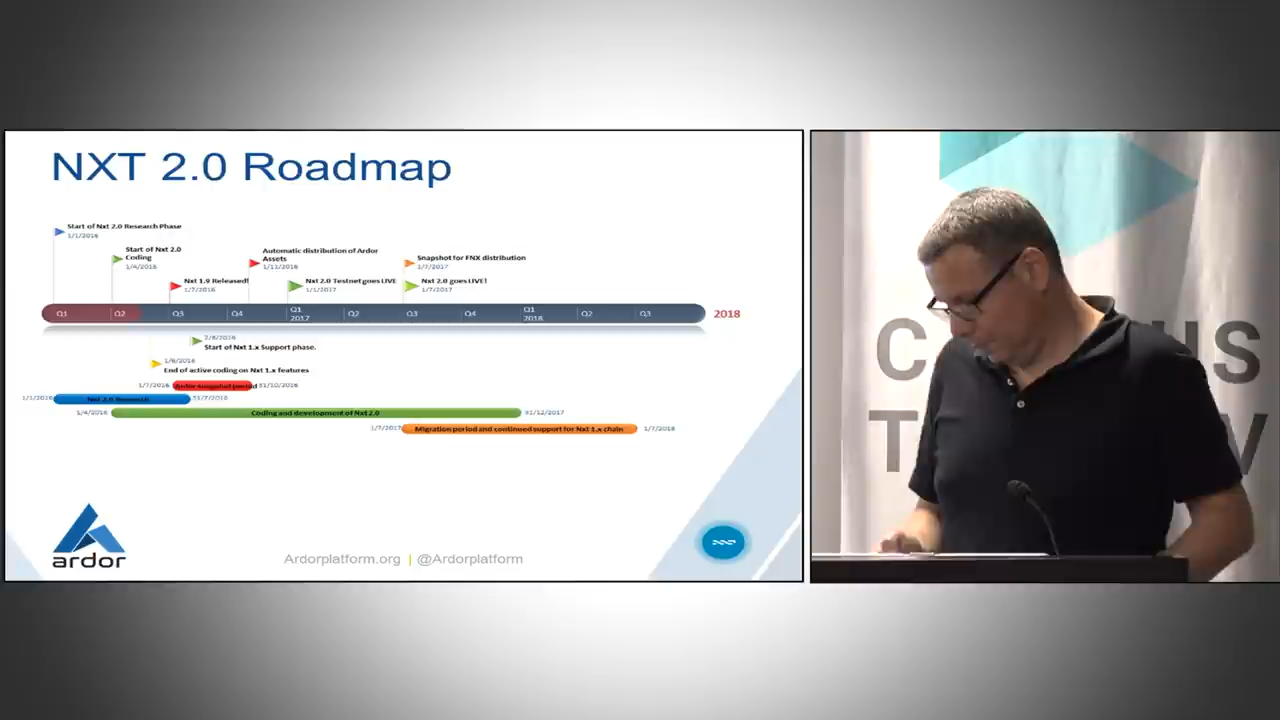 NXT 2.0 Roadmap
Start of Nxt 2.0 Research Phase
1/1/2016
Start of Nxt 2.0
Coding
1/4/2016
Nxt 1.9 Released!
1/7/2016
Automatic distribution of Ardor
Assets
1/11/2016
Nxt 2.0 Testnet goes LIVE
1/1/2017
Snapshot for FNX distribution
1/7/2017
Nxt 2.0 goes LIVE!
1/7/2017
Q1 Q2 Q3 Q4 Q1 2017 Q2 Q3 Q4 Q1 2018 Q2 Q3 2018
Start of Nxt 1.x Support phase.
1/6/2016
End of active coding on Nxt 1.x features
1/7/2016 Ardor snapshot period 31/10/2016
1/1/2016 Nxt 2.0 Research 31/7/2016
1/4/2016 Coding and development of Nxt 2.0 31/12/2017
1/7/2017 Migration period and continued support for Nxt 1.x chain 1/7/2018
ardor
Ardorplatform.org | @Ardorplatform